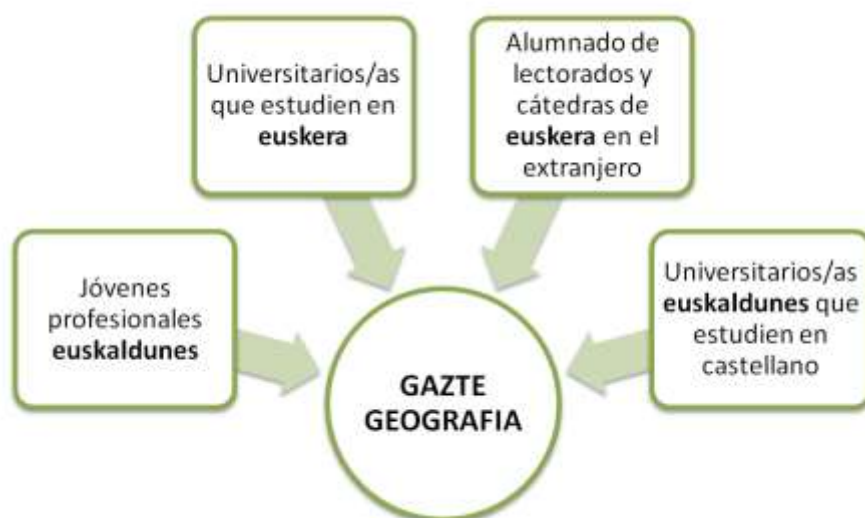 Universitarios/as
que estudien en
euskera
Alumnado de
lectorados y
cátedras de
euskera en el
extranjero
Jóvenes
profesionales
euskaldunes
Universitarios/as
euskaldunes que
estudien en
castellano
GAZTE
GEOGRAFIA